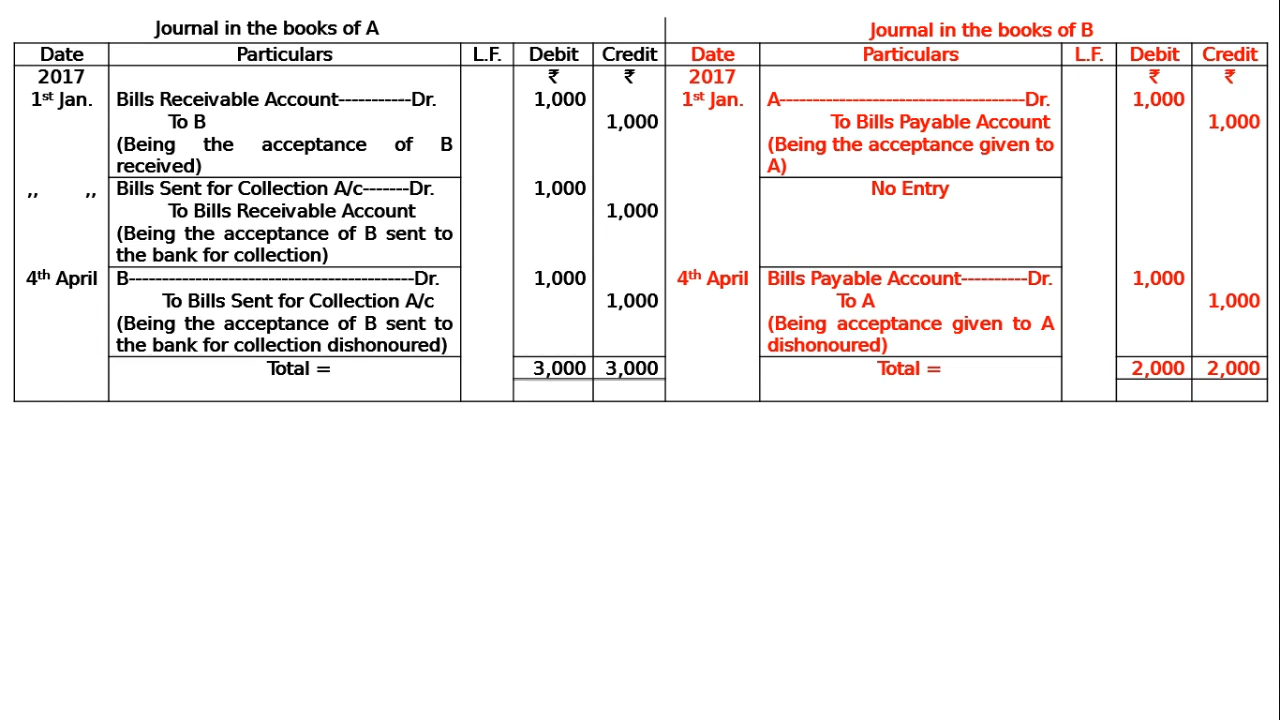 Journal in the books of A
Date Particulars L.F. Debit Credit
2017 ₹ ₹
1st Jan. Bills Receivable Account-----------Dr. 1,000
To B 1,000
(Being the acceptance of B
received)
,, ,, Bills Sent for Collection A/c-------Dr. 1,000
To Bills Receivable Account 1,000
(Being the acceptance of B sent to
the bank for collection)
4th April B-------------------------------------------Dr. 1,000
To Bills Sent for Collection A/c 1,000
(Being the acceptance of B sent to
the bank for collection dishonoured)
Total = 3,000 3,000
Journal in the books of B
Date Particulars L.F. Debit Credit
2017 ₹ ₹
1st Jan. A-------------------------------------Dr. 1,000
To Bills Payable Account 1,000
(Being the acceptance given to
A)
No Entry
4th April Bills Payable Account----------Dr. 1,000
To A 1,000
(Being acceptance given to A
dishonoured)
Total = 2,000 2,000